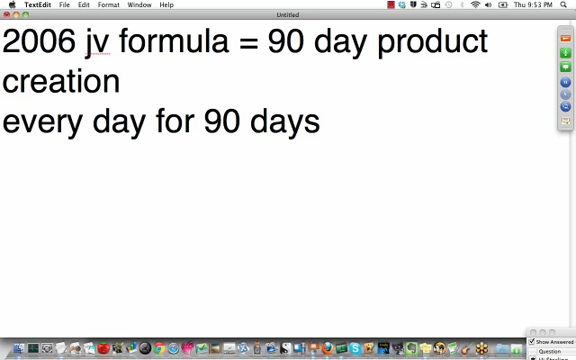 TextEdit File Edit Format Window Help Thu 9:53 PM
Untitled
2006 jv formula = 90 day product
creation
every day for 90 days
Show Answered
Question